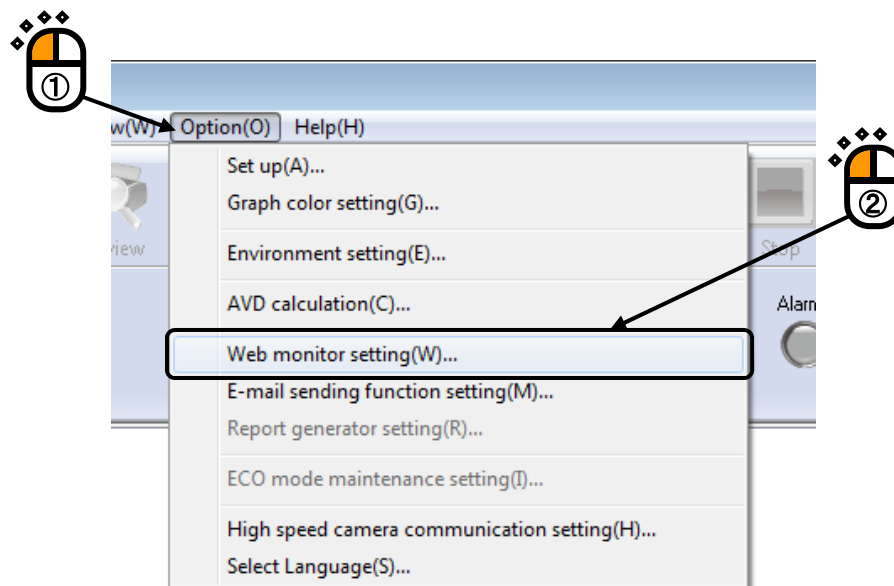 ①
w(W) Option(O) Help(H)
Set up(A)...
Graph color setting(G)...
②
view
Environment setting(E)...
Stop
AVD calculation(C)...
Alarm
Web monitor setting(W)...
E-mail sending function setting(M)...
Report generator setting(R)...
ECO mode maintenance setting(I)...
High speed camera communication setting(H)...
Select Language(S)...